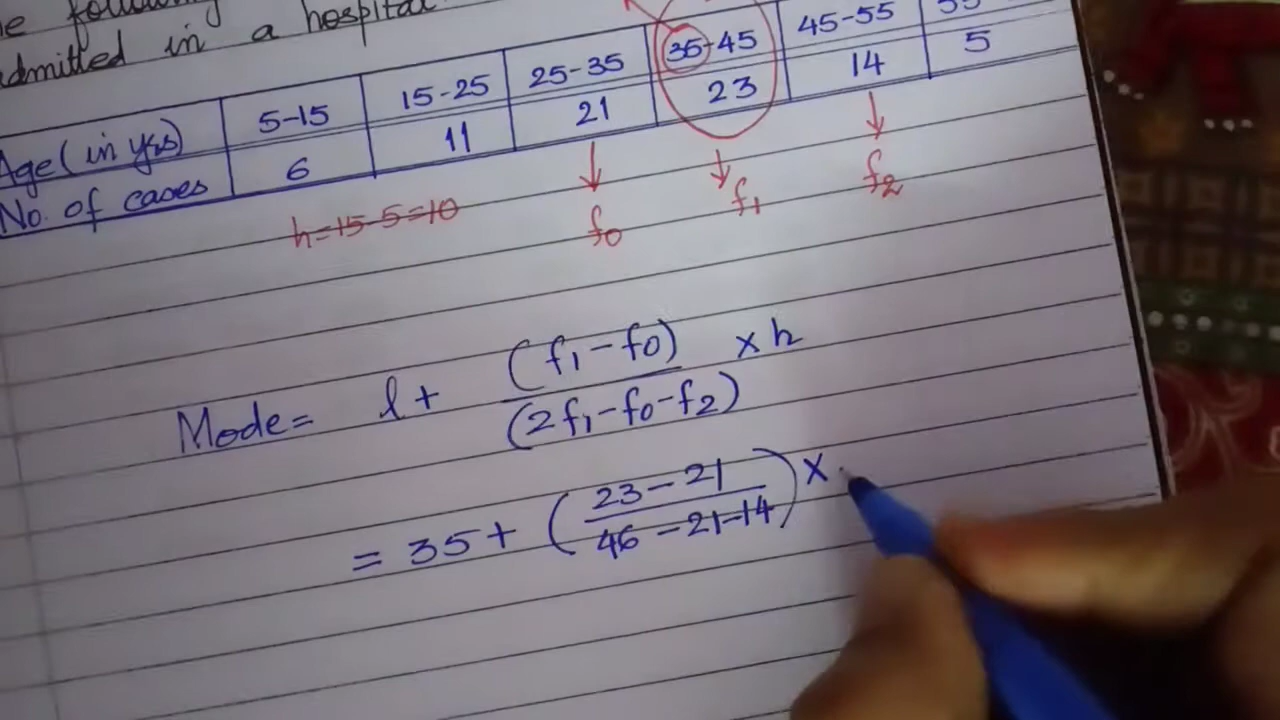 following
admitted in a hospital
Age (in yrs) 5-15 15-25 25-35 35-45 45-55
No. of cases 6 11 21 23 14 5
h=15-5=10 f0 f1 f2
Mode= l+ (f1-f0)/(2f1-f0-f2) x h
= 35+ (23-21/46-21-14) x